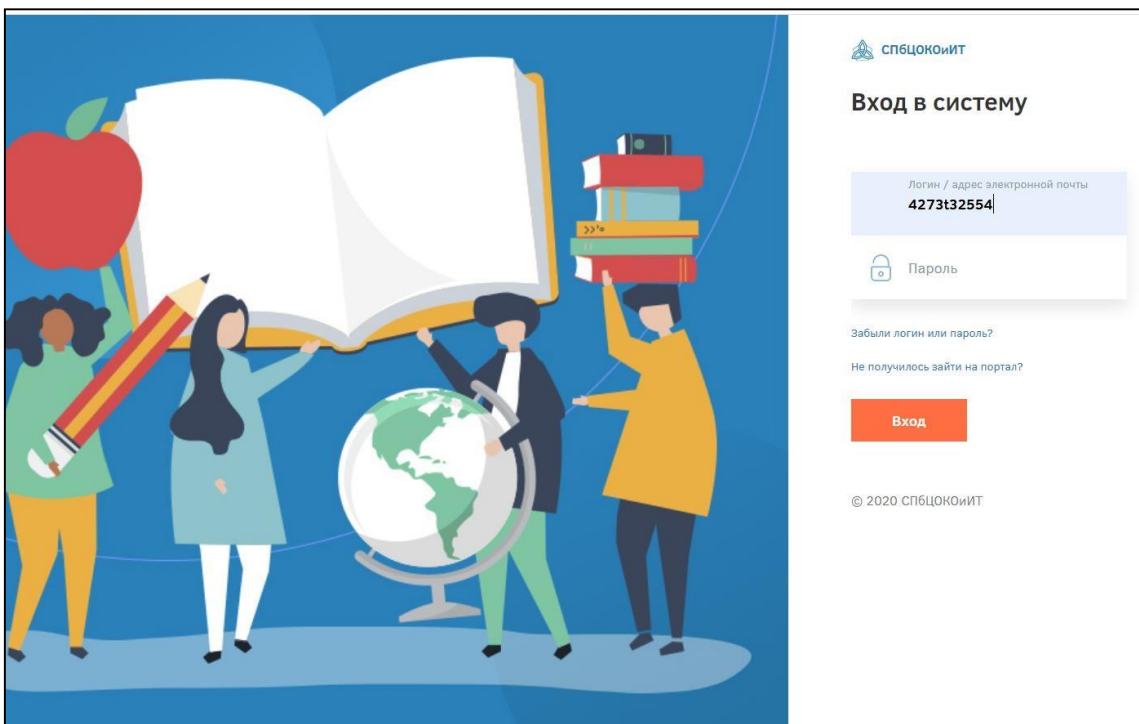 СПбЦОКОиИТ
Вход в систему
Логин / адрес электронной почты
4273t32554
Пароль
Забыли логин или пароль?
Не получилось зайти на портал?
Вход
© 2020 СПбЦОКОиИТ